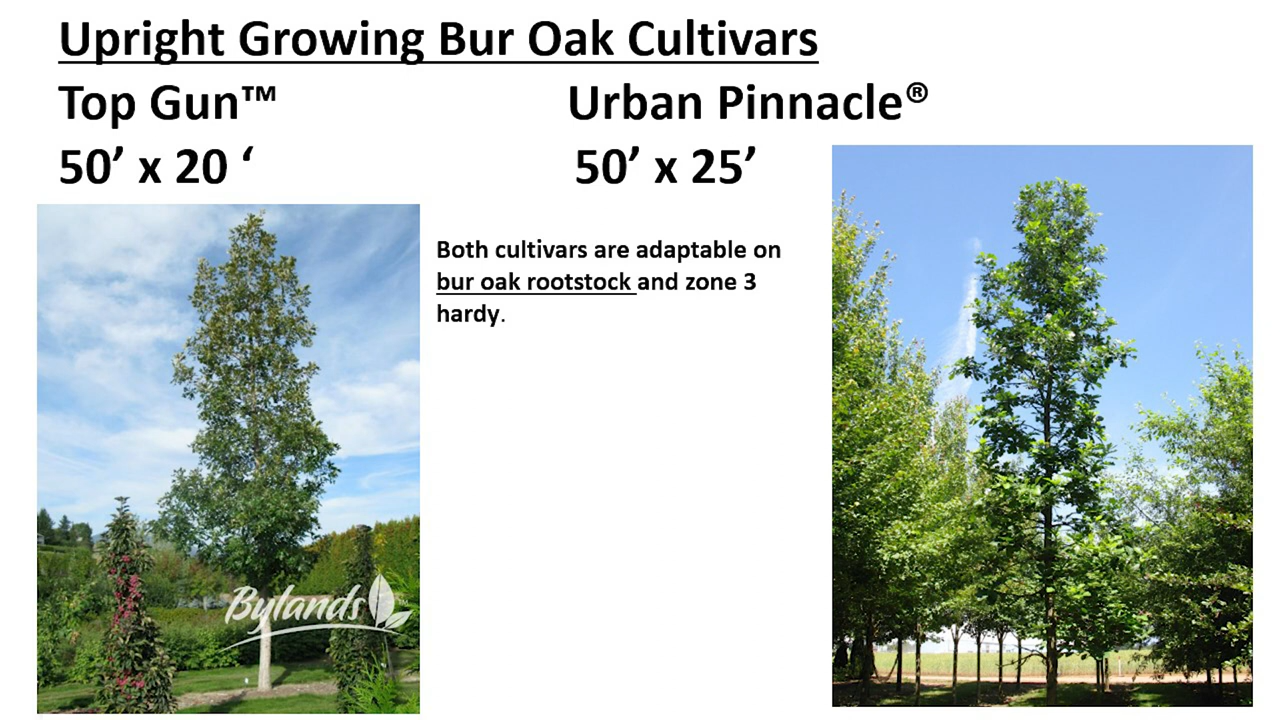 Upright Growing Bur Oak Cultivars
Top Gun™
Urban Pinnacle®
50’ x 20 ‘
50’ x 25’
Both cultivars are adaptable on
bur oak rootstock and zone 3
hardy.
Bylands